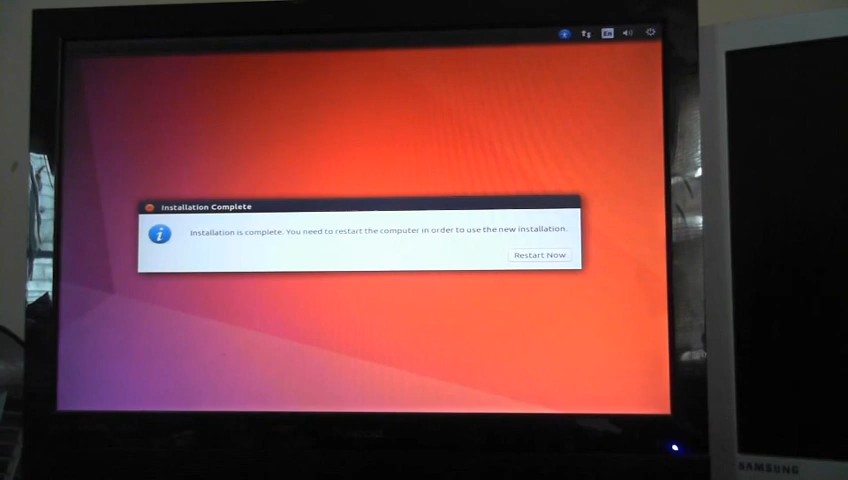 En
Installation Complete
Installation is complete. You need to restart the computer in order to use the new installation.
Restart Now
SAMSUNG